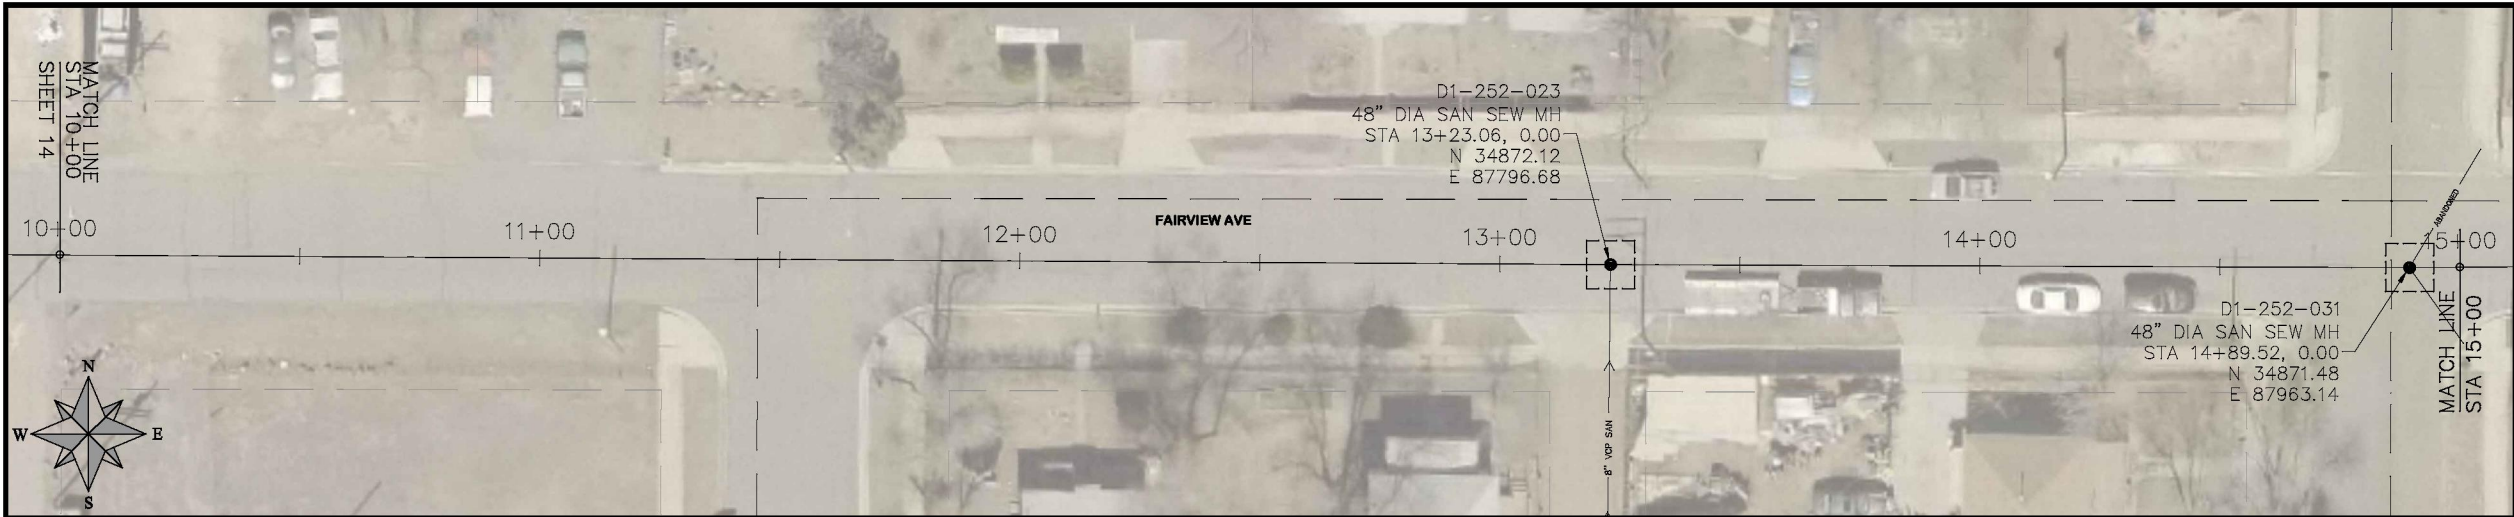 MATCH LINE
STA 10+00
SHEET 14
D1-252-023
48" DIA SAN SEW MH
STA 13+23.06, 0.00
N 34872.12
E 87796.68
FAIRVIEW AVE
10+00
11+00
12+00
13+00
14+00
15+00
ABANDONED
D1-252-031
48" DIA SAN SEW MH
STA 14+89.52, 0.00
N 34871.48
E 87963.14
MATCH LINE
STA 15+00
8" VCP SAN
N
W
E
S